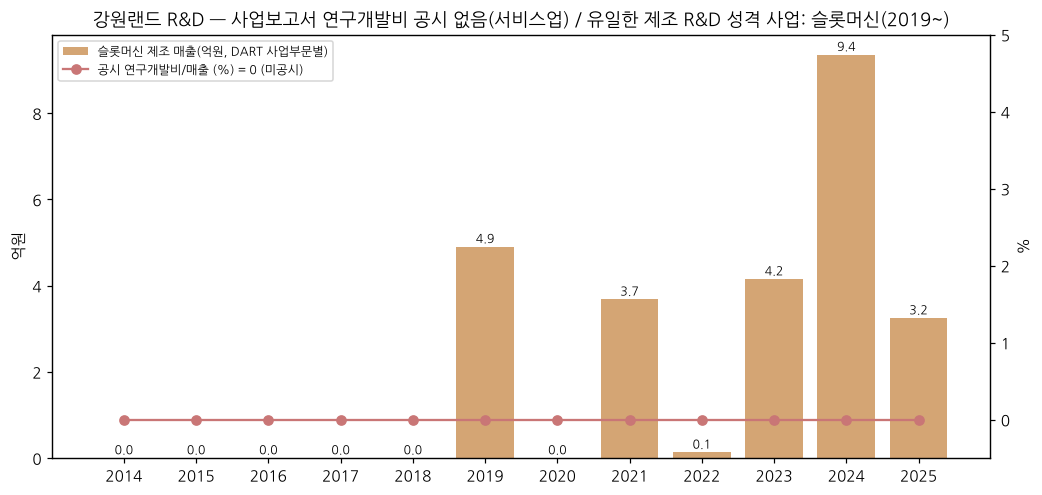 강원랜드 R&D — 사업보고서 연구개발비 공시 없음(서비스업) / 유일한 제조 R&D 성격 사업: 슬롯머신(2019~)
슬롯머신 제조 매출(억원, DART 사업부문별)
공시 연구개발비/매출 (%) = 0 (미공시)
억원
8
6
4
2
0
5
4
3
2
1
0
%
0.0 0.0 0.0 0.0 0.0 4.9 0.0 3.7 0.1 4.2 9.4 3.2
2014 2015 2016 2017 2018 2019 2020 2021 2022 2023 2024 2025